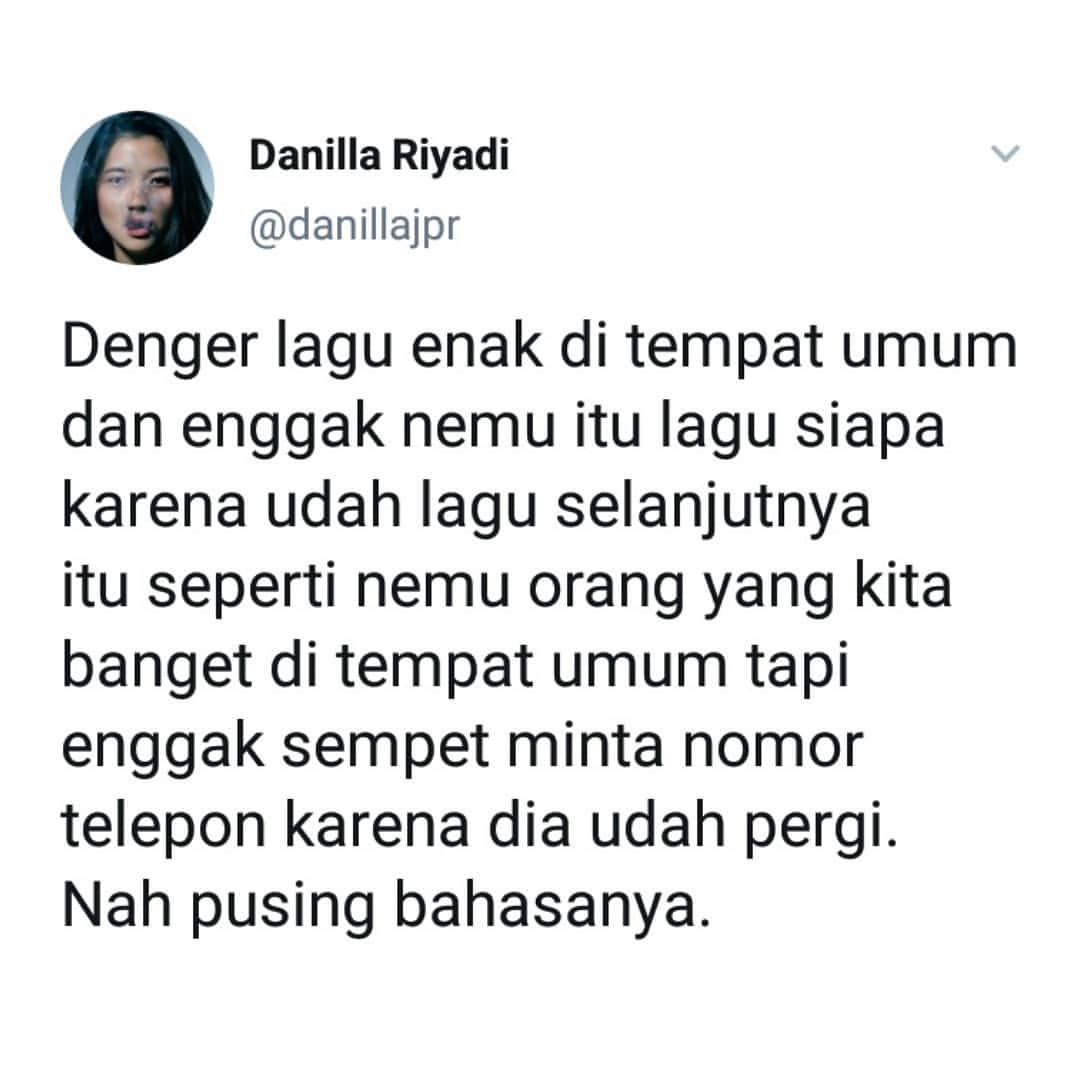 Danilla Riyadi
@danillajpr
Denger lagu enak di tempat umum
dan enggak nemu itu lagu siapa
karena udah lagu selanjutnya
itu seperti nemu orang yang kita
banget di tempat umum tapi
enggak sempet minta nomor
telepon karena dia udah pergi.
Nah pusing bahasanya.